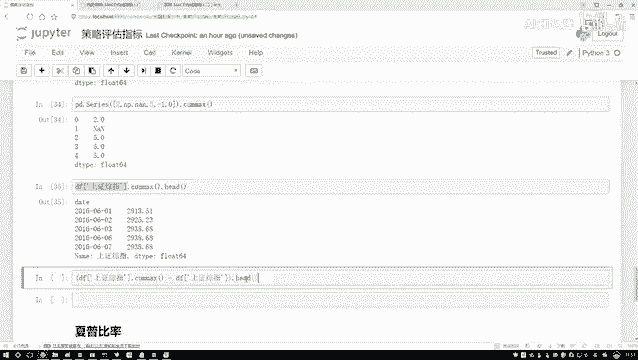 jupyter 策略评估指标 Last Checkpoint: an hour ago (unsaved changes)
Logout
File Edit View Insert Cell Kernel Widgets Help
Trusted
Python 3
Code
dtype: float64
In [34]: pd.Series([2,np.nan,5,-1,0]).cummax()
Out[34]: 0 2.0
1 NaN
2 5.0
3 5.0
4 5.0
dtype: float64
In [35]: df['上证综指'].cummax().head()
Out[35]: date
2016-06-01 2913.51
2016-06-02 2925.23
2016-06-03 2938.68
2016-06-06 2938.68
2016-06-07 2938.68
Name: 上证综指, dtype: float64
In [ ]: (df['上证综指'].cummax() - df['上证综指']).head()
In [ ]:
夏普比率